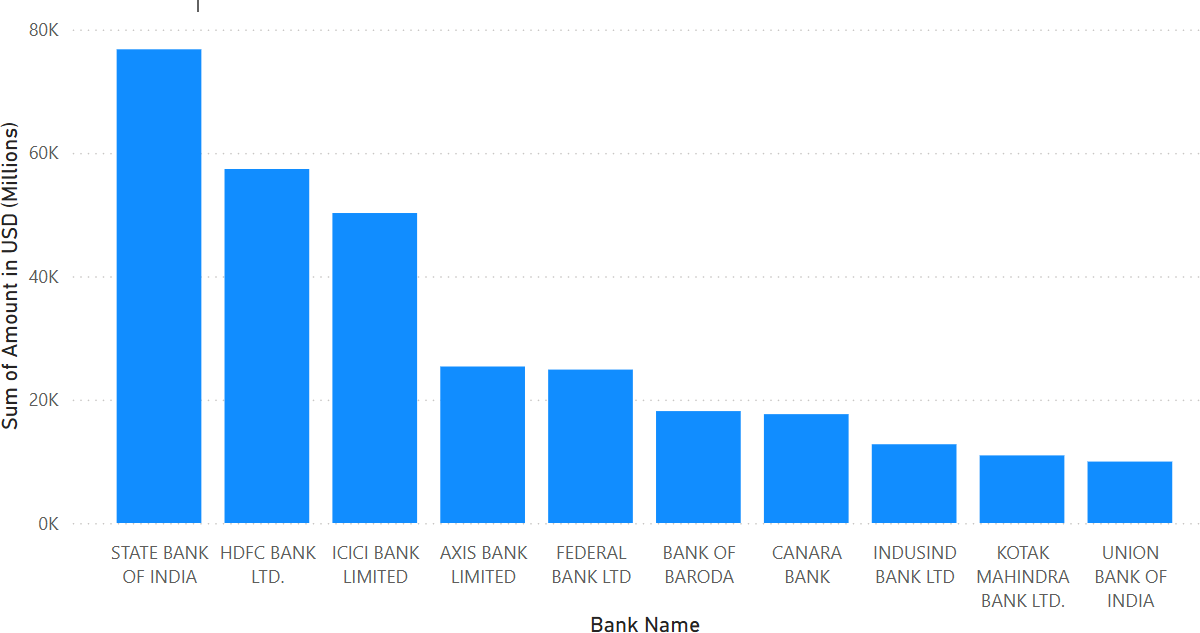 80K
60K
40K
20K
0K
Sum of Amount in USD (Millions)
STATE BANK
OF INDIA
HDFC BANK
LTD.
ICICI BANK
LIMITED
AXIS BANK
LIMITED
FEDERAL
BANK LTD
BANK OF
BARODA
CANARA
BANK
INDUSIND
BANK LTD
KOTAK
MAHINDRA
BANK LTD.
UNION
BANK OF
INDIA
Bank Name